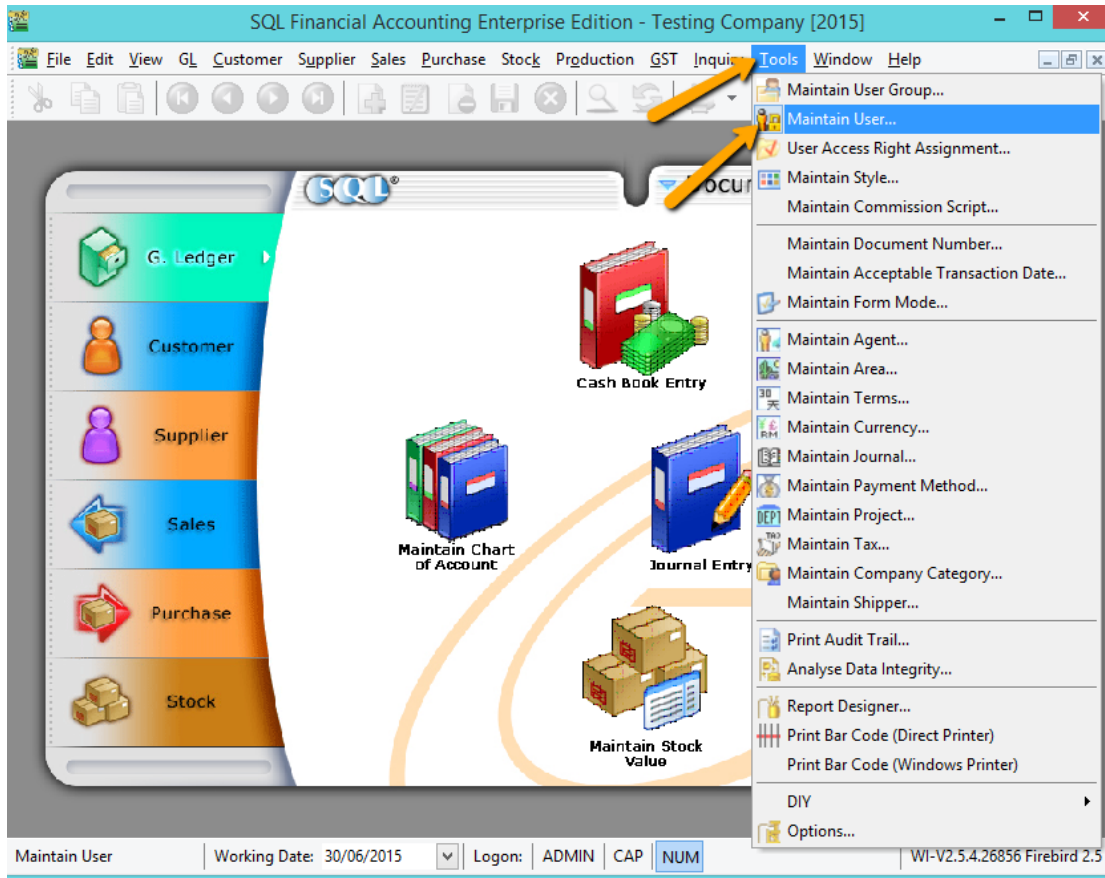 SQL Financial Accounting Enterprise Edition - Testing Company [2015]
File Edit View GL Customer Supplier Sales Purchase Stock Production GST Tools Window Help
Maintain User Group...
Maintain User...
User Access Right Assignment...
Maintain Style...
Maintain Commission Script...
Maintain Document Number...
Maintain Acceptable Transaction Date...
Maintain Form Mode...
Maintain Agent...
Maintain Area...
30 天 Maintain Terms...
£ RM Maintain Currency...
Maintain Journal...
Maintain Payment Method...
DEPT Maintain Project...
TAX Maintain Tax...
Maintain Company Category...
Maintain Shipper...
Print Audit Trail...
Analyse Data Integrity...
Report Designer...
Print Bar Code (Direct Printer)
Print Bar Code (Windows Printer)
DIY
Options...
SQL®
G. Ledger
Customer
Supplier
Sales
Purchase
Stock
Cash Book Entry
Maintain Chart
of Account
Journal Entry
Maintain Stock
Value
Maintain User Working Date: 30/06/2015 Logon: ADMIN CAP NUM WI-V2.5.4.26856 Firebird 2.5